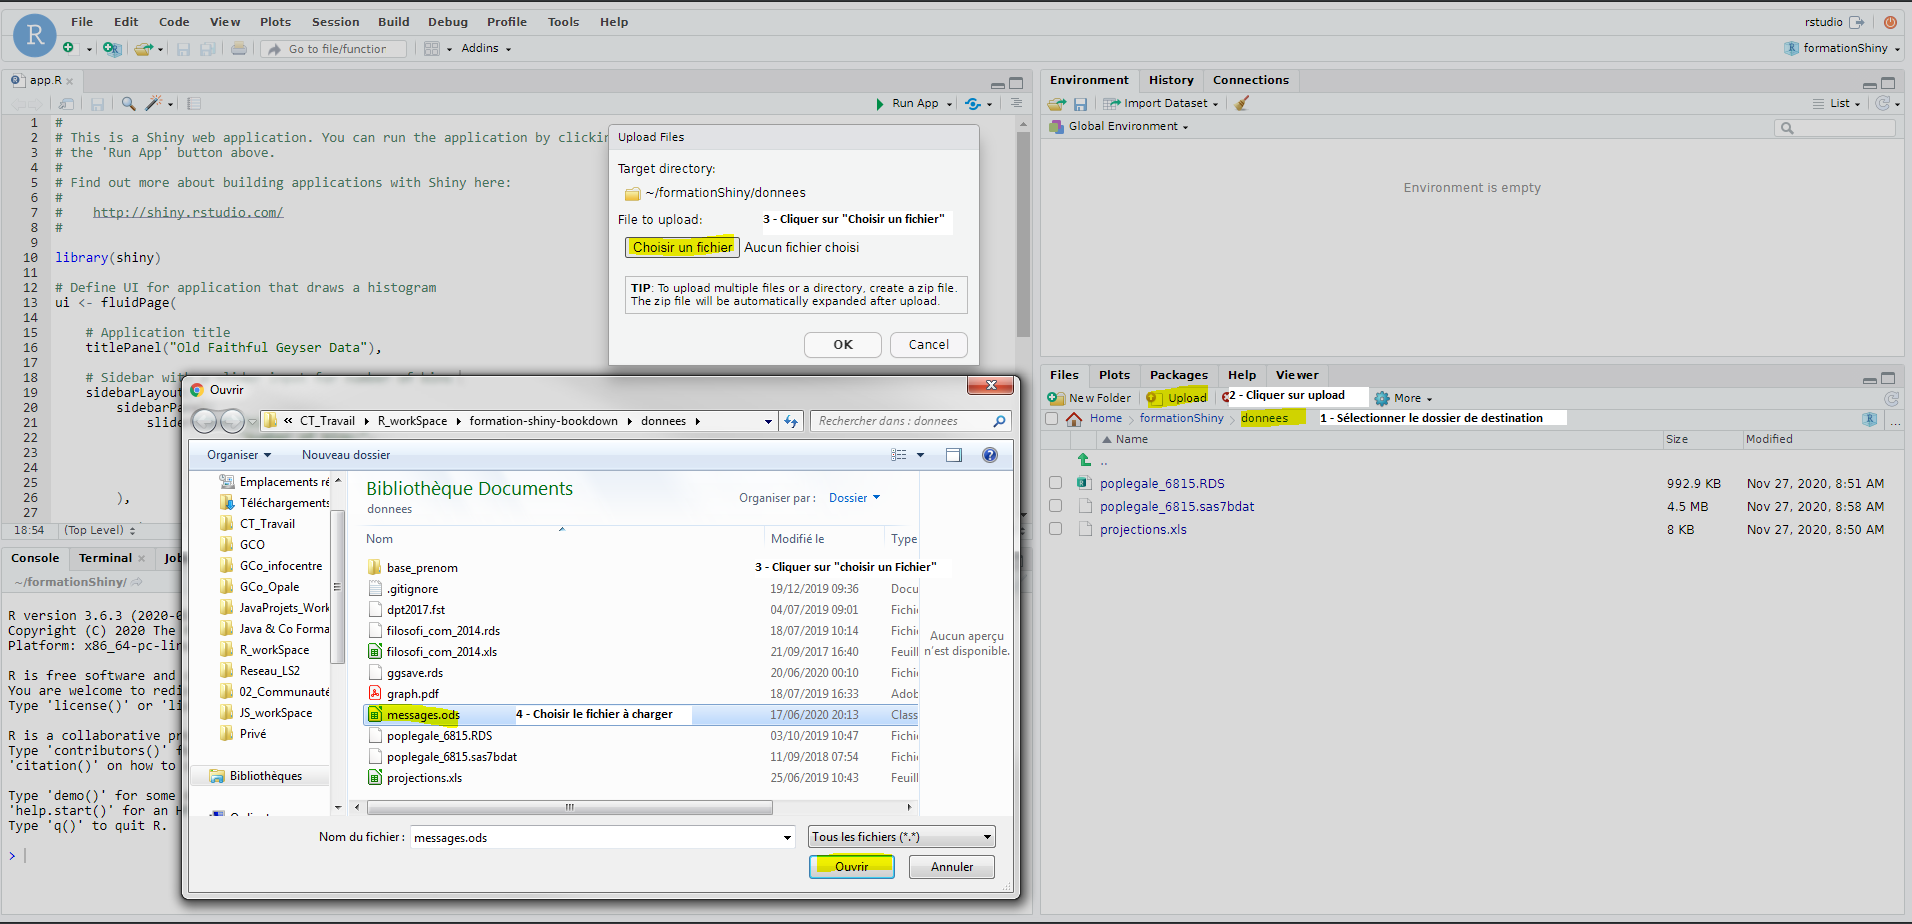 File Edit Code View Plots Session Build Debug Profile Tools Help
rstudio
Go to file/function
Addins
formationShiny
app.R
Run App
1 #
2 # This is a Shiny web application. You can run the application by clicking
3 # the 'Run App' button above.
4 #
5 # Find out more about building applications with Shiny here:
6 #
7 #    http://shiny.rstudio.com/
8 #
9
10 library(shiny)
11
12 # Define UI for application that draws a histogram
13 ui <- fluidPage(
14
15     # Application title
16     titlePanel("Old Faithful Geyser Data"),
17
18     # Sidebar with
19     sidebarLayout
20         sidebarPa
21             slide
22
23
24
25
26         ),
27
18:54 (Top Level)
Console Terminal Job
~/formationShiny/
R version 3.6.3 (2020-0
Copyright (C) 2020 The
Platform: x86_64-pc-lin
R is free software and
You are welcome to redi
Type 'license()' or 'li
R is a collaborative pr
Type 'contributors()' f
'citation()' on how to
Type 'demo()' for some
'help.start()' for an H
Type 'q()' to quit R.
>
Upload Files
Target directory:
~/formationShiny/donnees
File to upload:
3 - Cliquer sur "Choisir un fichier"
Choisir un fichier Aucun fichier choisi
TIP: To upload multiple files or a directory, create a zip file.
The zip file will be automatically expanded after upload.
OK Cancel
Ouvrir
« CT_Travail R_workSpace formation-shiny-bookdown donnees
Rechercher dans : donnees
Organiser Nouveau dossier
Emplacements ré
Téléchargements
CT_Travail
GCO
GCo_infocentre
GCo_Opale
JavaProjets_Work
Java & Co Forma
R_workSpace
Reseau_LS2
02_Communauté
JS_workSpace
Privé
Bibliothèques
Bibliothèque Documents
donnees
Organiser par : Dossier
Nom Modifié le Type
base_prenom
3 - Cliquer sur "choisir un Fichier"
.gitignore 19/12/2019 09:36 Docu
dpt2017.fst 04/07/2019 09:01 Fichi
filosofi_com_2014.rds 18/07/2019 10:14 Fichi
filosofi_com_2014.xls 21/09/2017 16:40 Feuill
ggsave.rds 20/06/2020 00:10 Fichi
graph.pdf 18/07/2019 16:33 Adob
messages.ods 4 - Choisir le fichier à charger 17/06/2020 20:13 Class
poplegale_6815.RDS 03/10/2019 10:47 Fichi
poplegale_6815.sas7bdat 11/09/2018 07:54 Fichi
projections.xls 25/06/2019 10:43 Feuill
Aucun aperçu
n'est disponible.
Nom du fichier : messages.ods
Tous les fichiers (*.*)
Ouvrir Annuler
Environment History Connections
Import Dataset
List
Global Environment
Environment is empty
Files Plots Packages Help Viewer
New Folder Upload 2 - Cliquer sur upload More
Home formationShiny donnees 1 - Sélectionner le dossier de destination ...
Name Size Modified
..
poplegale_6815.RDS 992.9 KB Nov 27, 2020, 8:51 AM
poplegale_6815.sas7bdat 4.5 MB Nov 27, 2020, 8:58 AM
projections.xls 8 KB Nov 27, 2020, 8:50 AM